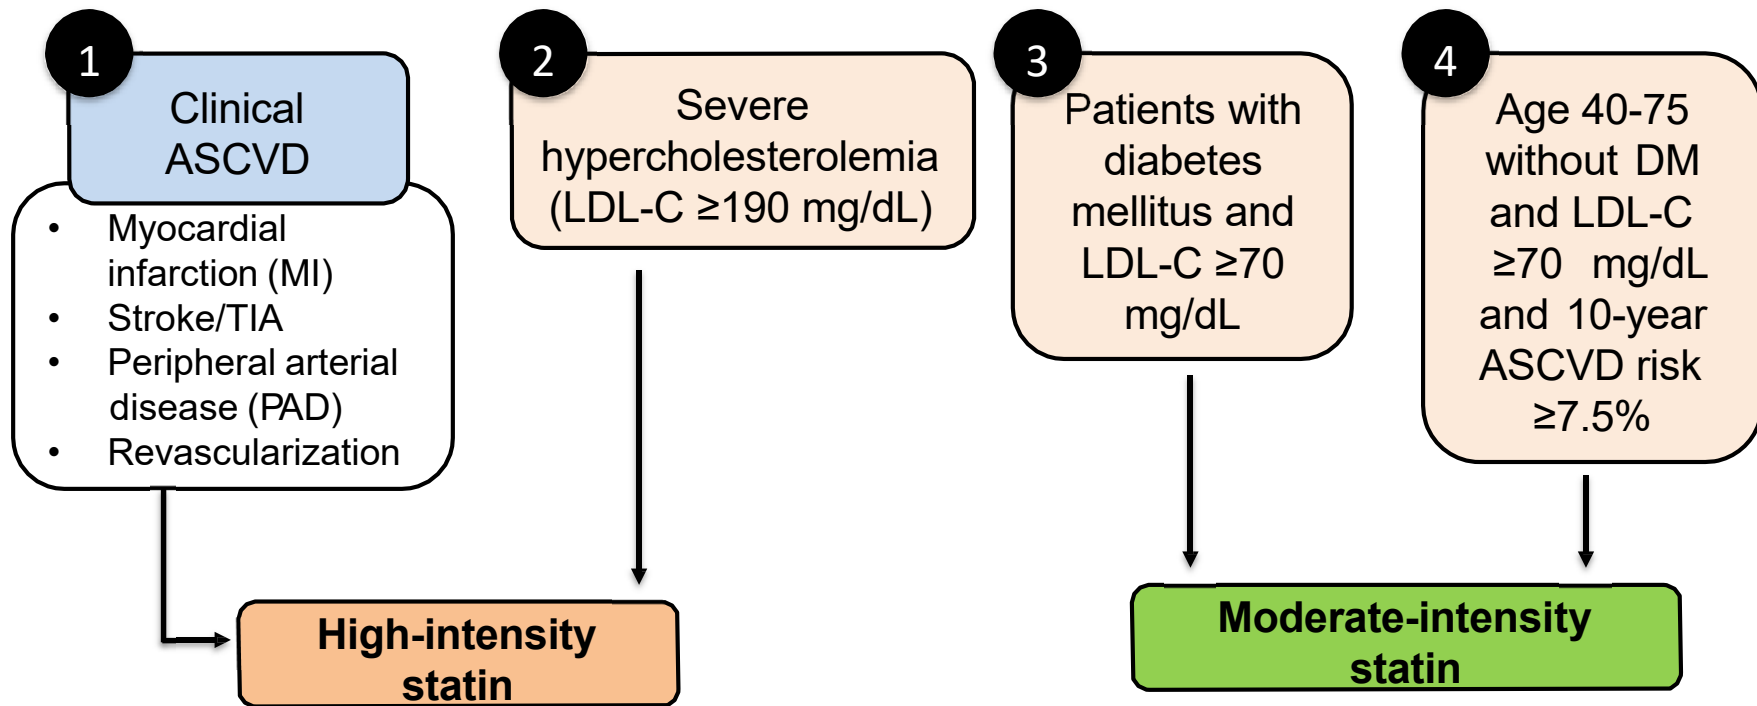 1
Clinical
ASCVD
• Myocardial
infarction (MI)
• Stroke/TIA
• Peripheral arterial
disease (PAD)
• Revascularization
2
Severe
hypercholesterolemia
(LDL-C ≥190 mg/dL)
3
Patients with
diabetes
mellitus and
LDL-C ≥70
mg/dL
4
Age 40-75
without DM
and LDL-C
≥70 mg/dL
and 10-year
ASCVD risk
≥7.5%
High-intensity
statin
Moderate-intensity
statin